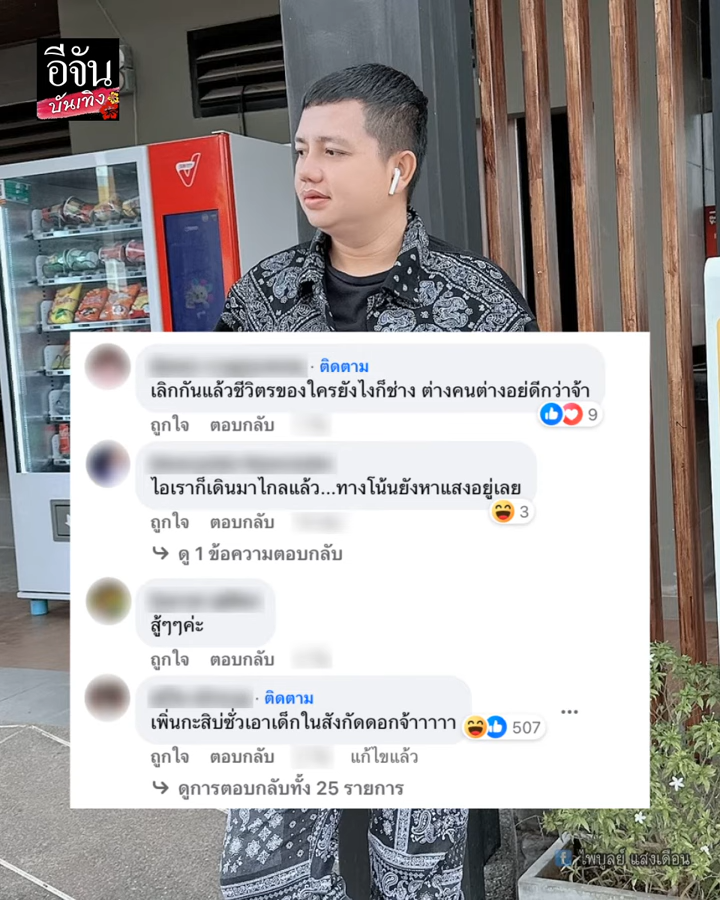 อีจัน
บันเทิง
· ติดตาม
เลิกกันแล้วชีวิตรของใครยังไงก็ช่าง ต่างคนต่างอย่ดีกว่าจ้า
9
ถูกใจ ตอบกลับ
ไอเราก็เดินมาไกลแล้ว...ทางโน้นยังหาแสงอยู่เลย
3
ถูกใจ ตอบกลับ
ดู 1 ข้อความตอบกลับ
สู้ๆๆค่ะ
ถูกใจ ตอบกลับ
· ติดตาม
เพิ่นกะสิบ่ซั่วเอาเด็กในสังกัดดอกจ้าาาาา
507
ถูกใจ ตอบกลับ แก้ไขแล้ว
ดูการตอบกลับทั้ง 25 รายการ
ไพบูลย์ แสงเดือน